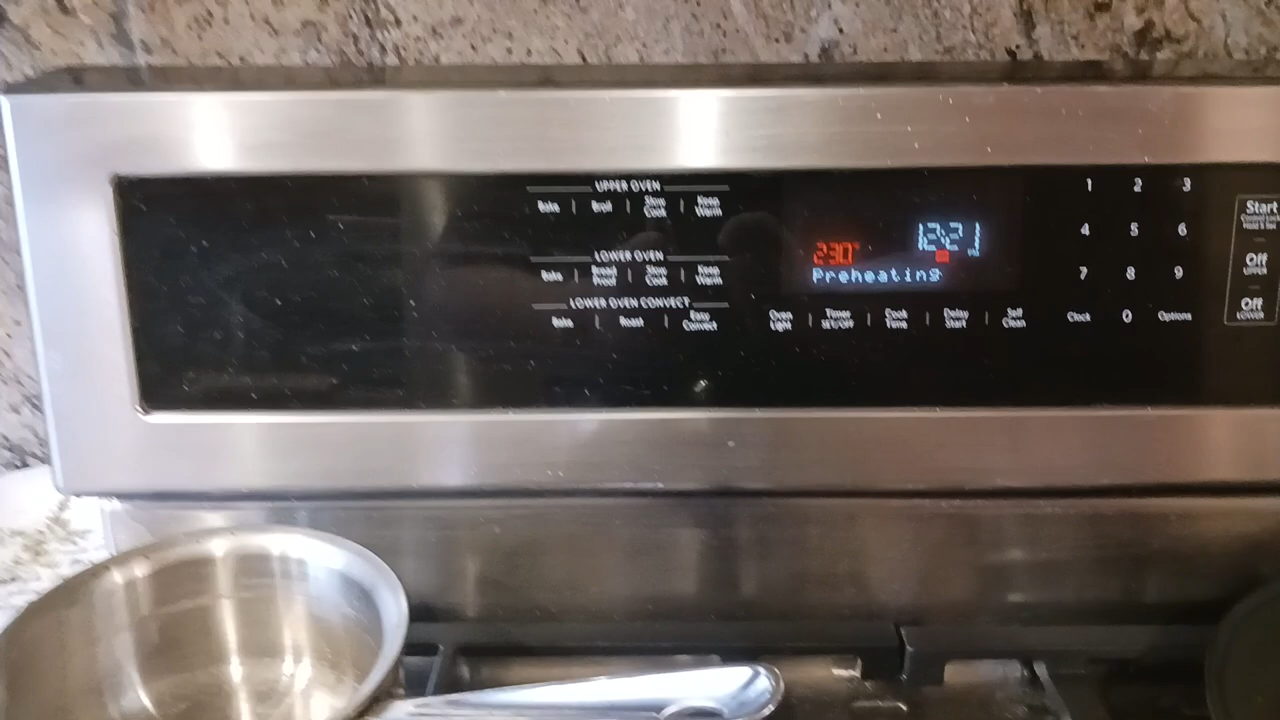 UPPER OVEN
Bake | Broil | Slow Cook | Keep Warm
LOWER OVEN
Bake | Bread Proof | Slow Cook | Keep Warm
LOWER OVEN CONVECT
Bake | Roast | Easy Convect
230°
12:21
Preheating
Oven Light | Timer Set/Off | Cook Time | Delay Start | Self Clean
1 2 3
4 5 6
7 8 9
Clock 0 Options
Start
Off
UPPER
Off
LOWER